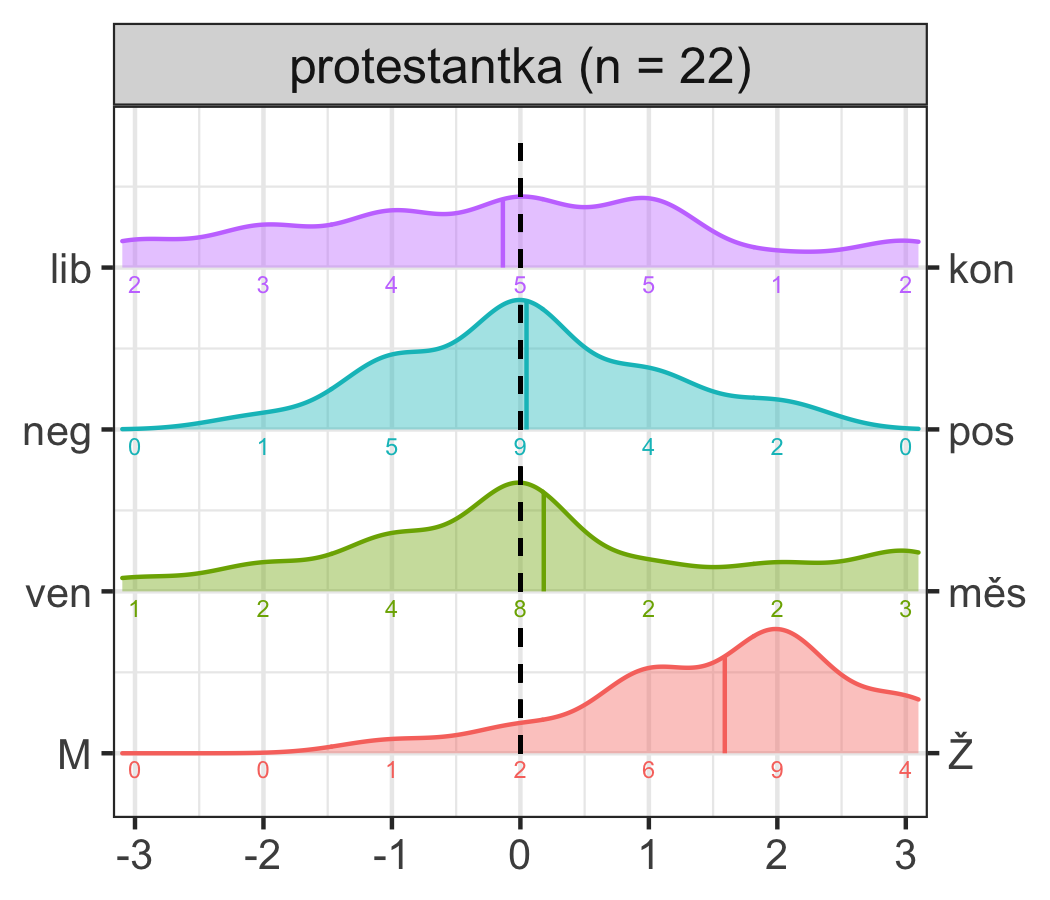 protestantka (n = 22)
lib kon
2 3 4 5 5 1 2
neg pos
0 1 5 9 4 2 0
ven měs
1 2 4 8 2 2 3
M Ž
0 0 1 2 6 9 4
-3 -2 -1 0 1 2 3